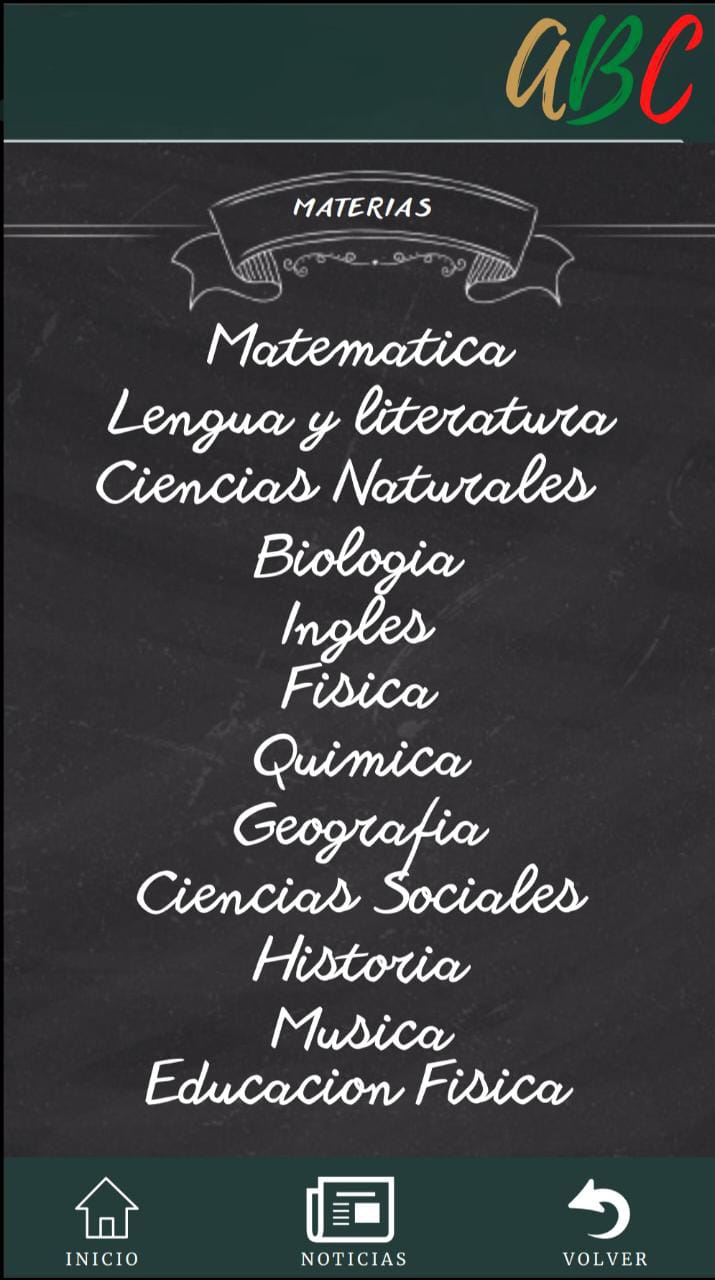 aBC
MATERIAS
Matematica
Lengua y literatura
Ciencias Naturales
Biologia
Ingles
Fisica
Quimica
Geografia
Ciencias Sociales
Historia
Musica
Educacion Fisica
INICIO NOTICIAS VOLVER